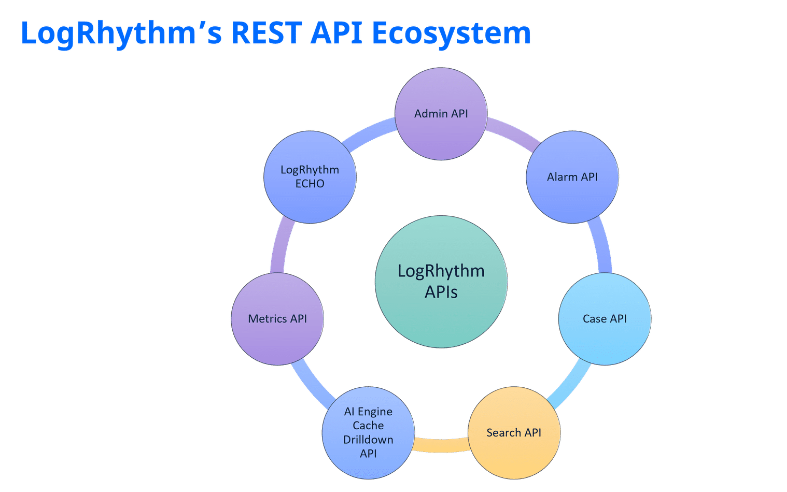 LogRhythm's REST API Ecosystem
Admin API
Alarm API
Case API
Search API
AI Engine
Cache
Drilldown
API
Metrics API
LogRhythm
ECHO
LogRhythm
APIs